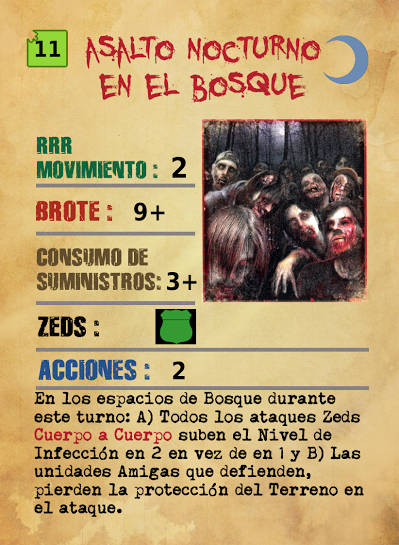 11
ASALTO NOCTURNO
EN EL BOSQUE
RRR
MOVIMIENTO : 2
BROTE : 9+
CONSUMO DE
SUMINISTROS: 3+
ZEDS :
ACCIONES : 2
En los espacios de Bosque durante
este turno: A) Todos los ataques Zeds
Cuerpo a Cuerpo suben el Nivel de
Infección en 2 en vez de en 1 y B) Las
unidades Amigas que defienden,
pierden la protección del Terreno en
el ataque.